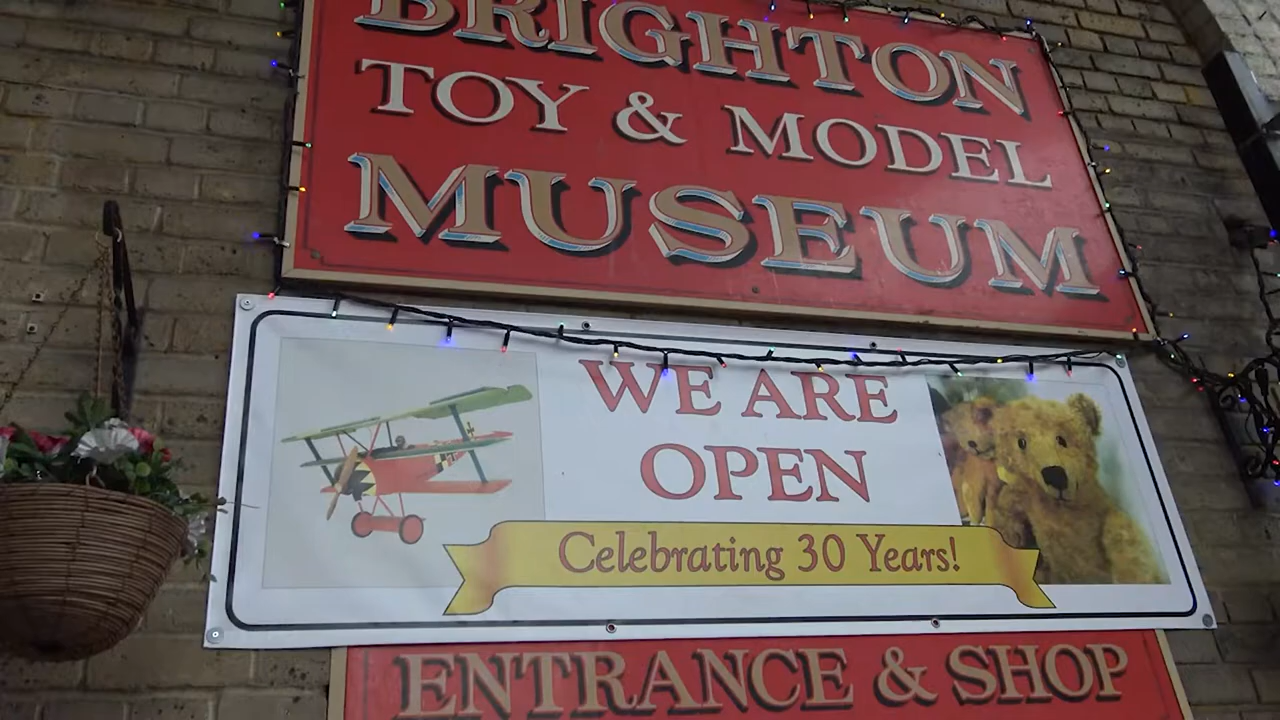 BRIGHTON
TOY & MODEL
MUSEUM
WE ARE
OPEN
Celebrating 30 Years!
ENTRANCE & SHOP